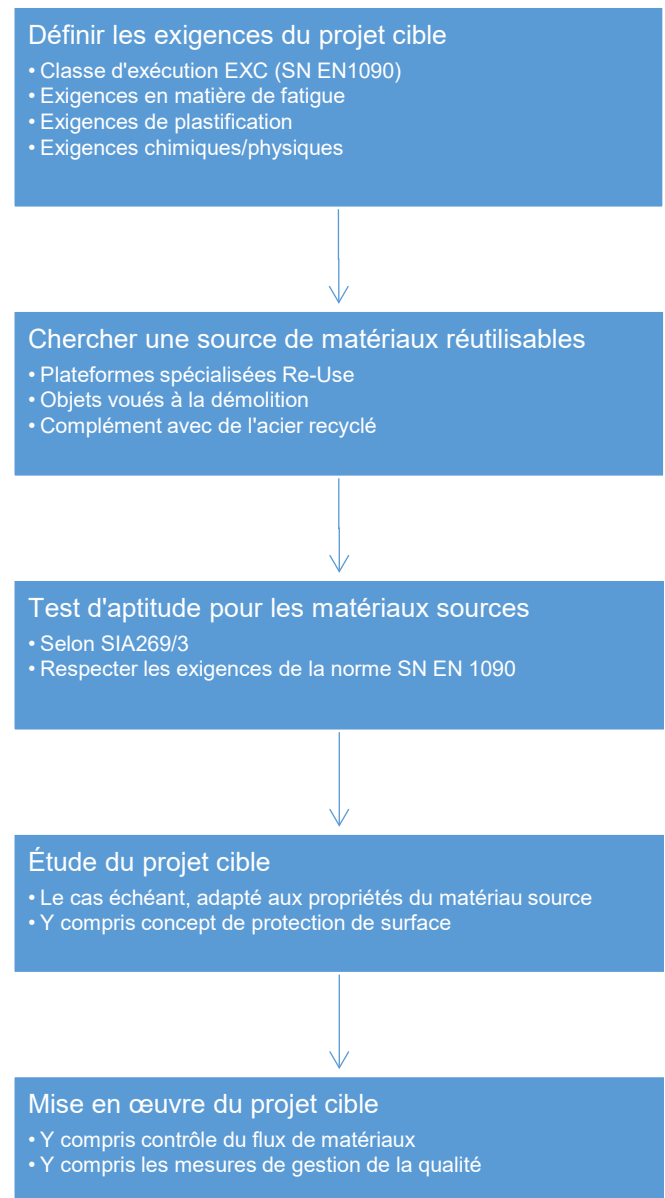 Définir les exigences du projet cible
• Classe d'exécution EXC (SN EN1090)
• Exigences en matière de fatigue
• Exigences de plastification
• Exigences chimiques/physiques
Chercher une source de matériaux réutilisables
• Plateformes spécialisées Re-Use
• Objets voués à la démolition
• Complément avec de l'acier recyclé
Test d'aptitude pour les matériaux sources
• Selon SIA269/3
• Respecter les exigences de la norme SN EN 1090
Étude du projet cible
• Le cas échéant, adapté aux propriétés du matériau source
• Y compris concept de protection de surface
Mise en œuvre du projet cible
• Y compris contrôle du flux de matériaux
• Y compris les mesures de gestion de la qualité